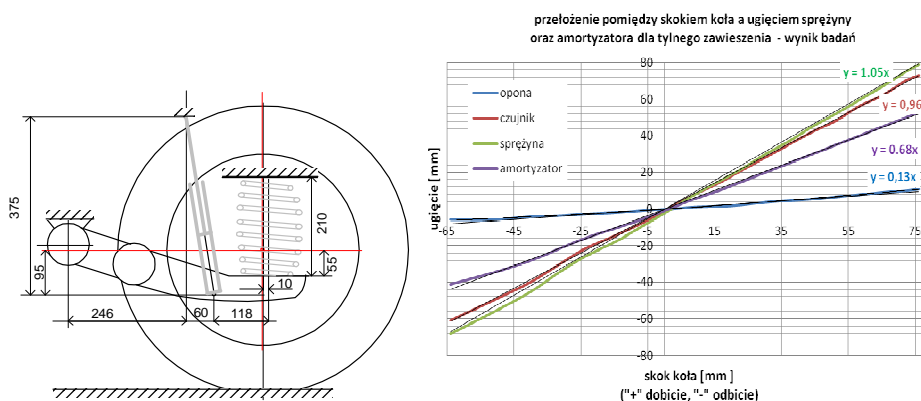 375
95
246
60
118
10
210
55
przełożenie pomiędzy skokiem koła a ugięciem sprężyny
oraz amortyzatora dla tylnego zawieszenia - wynik badań
ugięcie [mm]
80
60
40
20
0
-20
-40
-60
-80
-65
-45
-25
-5
15
35
55
75
opona
czujnik
sprężyna
amortyzator
y = 1.05x
y = 0,96
y = 0.68x
y = 0,13x
skok koła [mm ]
("+" dobicie, "-" odbicie)